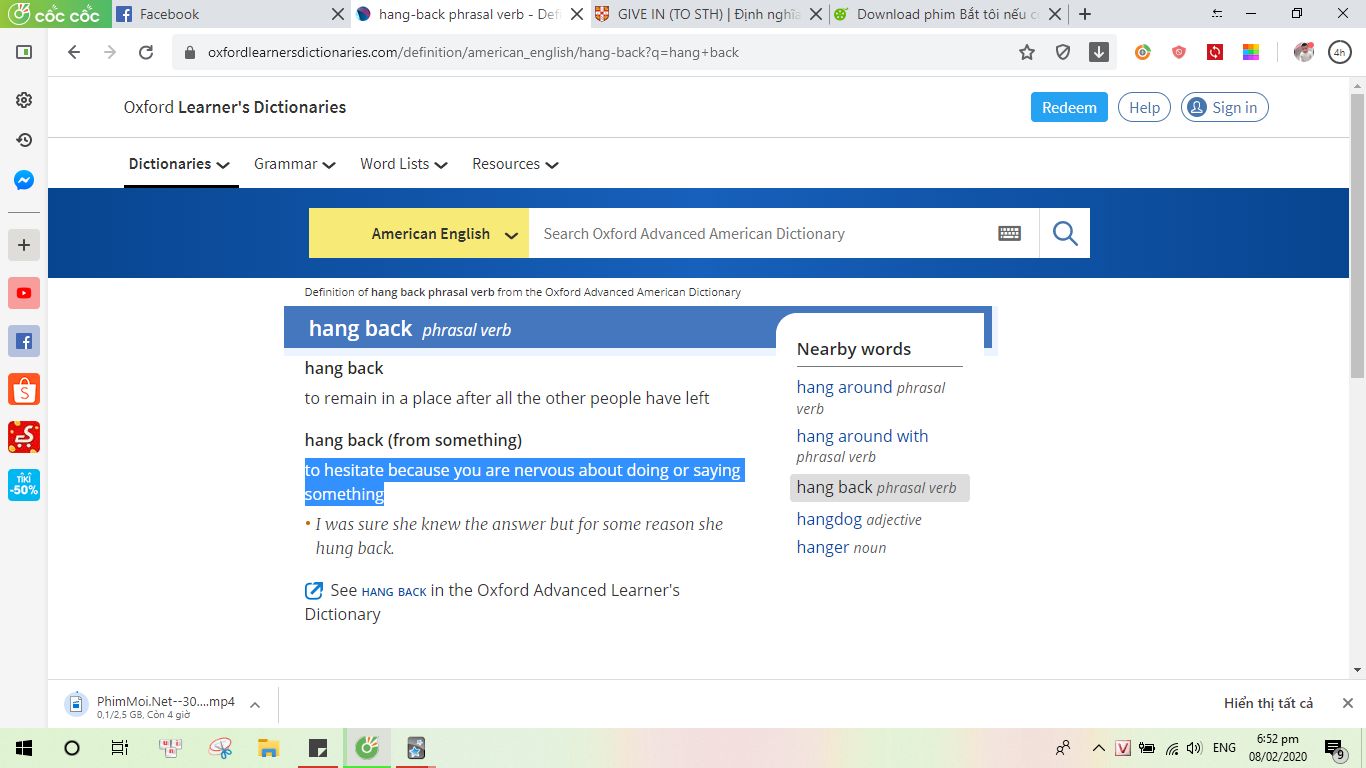 cốc cốc
Facebook
hang-back phrasal verb - Defi
GIVE IN (TO STH) | Định nghĩa
Download phim Bắt tôi nếu c
oxfordlearnersdictionaries.com/definition/american_english/hang-back?q=hang+back
4h
Oxford Learner's Dictionaries
Redeem
Help
Sign in
Dictionaries
Grammar
Word Lists
Resources
American English
Search Oxford Advanced American Dictionary
Definition of hang back phrasal verb from the Oxford Advanced American Dictionary
hang back phrasal verb
hang back
to remain in a place after all the other people have left
hang back (from something)
to hesitate because you are nervous about doing or saying
something
• I was sure she knew the answer but for some reason she
hung back.
See HANG BACK in the Oxford Advanced Learner's
Dictionary
Nearby words
hang around phrasal
verb
hang around with
phrasal verb
hang back phrasal verb
hangdog adjective
hanger noun
TIKI
-50%
PhimMoi.Net--30....mp4
0,1/2,5 GB, Còn 4 giờ
Hiển thị tất cả
V
ENG
6:52 pm
08/02/2020
9